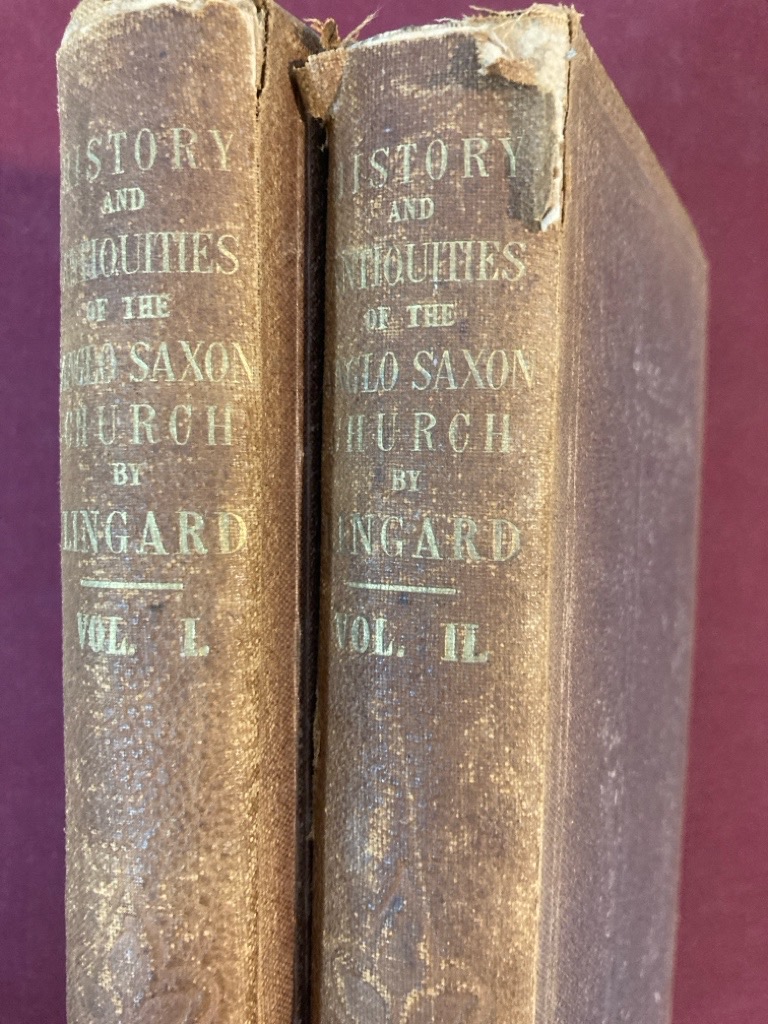 HISTORY
AND
ANTIQUITIES
OF THE
ANGLO SAXON
CHURCH
BY
LINGARD
VOL. I.
HISTORY
AND
ANTIQUITIES
OF THE
ANGLO SAXON
CHURCH
BY
LINGARD
VOL. II.